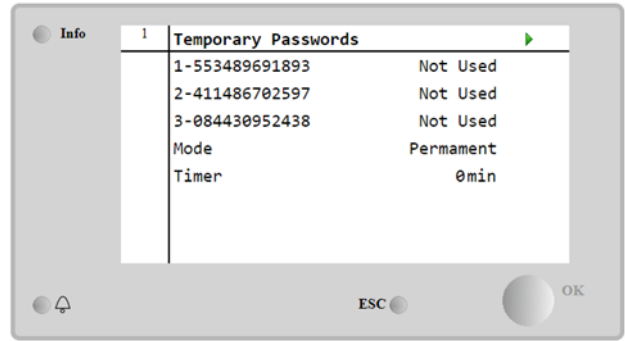 Info
1 Temporary Passwords
1-553489691893 Not Used
2-411486702597 Not Used
3-084430952438 Not Used
Mode Permament
Timer 0min
ESC
OK